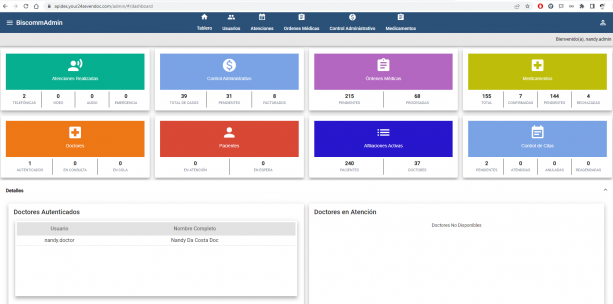 apides.your24sevendoc.com/admin/#/dashboard
BiscommAdmin
Tablero
Usuarios
Atenciones
Ordenes Médicas
Control Administrativo
Medicamentos
Bienvenido(a), nandy.admin
Atenciones Realizadas
2 0 0 0
TELEFÓNICAS VIDEO AUDIO EMERGENCIA
Control Administrativo
39 31 8
TOTAL DE CASOS PENDIENTES FACTURADOS
Órdenes Médicas
215 68
PENDIENTES PROCESADAS
Medicamentos
155 7 144 4
TOTAL CONFIRMADAS PENDIENTES RECHAZADAS
Doctores
1 0 0
AUTENTICADOS EN CONSULTA EN COLA
Pacientes
0 0
EN ATENCIÓN EN ESPERA
Afiliaciones Activas
240 37
PACIENTES DOCTORES
Control de Citas
2 0 0 0
PENDIENTES ATENDIDAS ANULADAS REAGENDADAS
Detalles
Doctores Autenticados
Usuario Nombre Completo
nandy.doctor Nandy Da Costa Doc
Doctores en Atención
Doctores No Disponibles